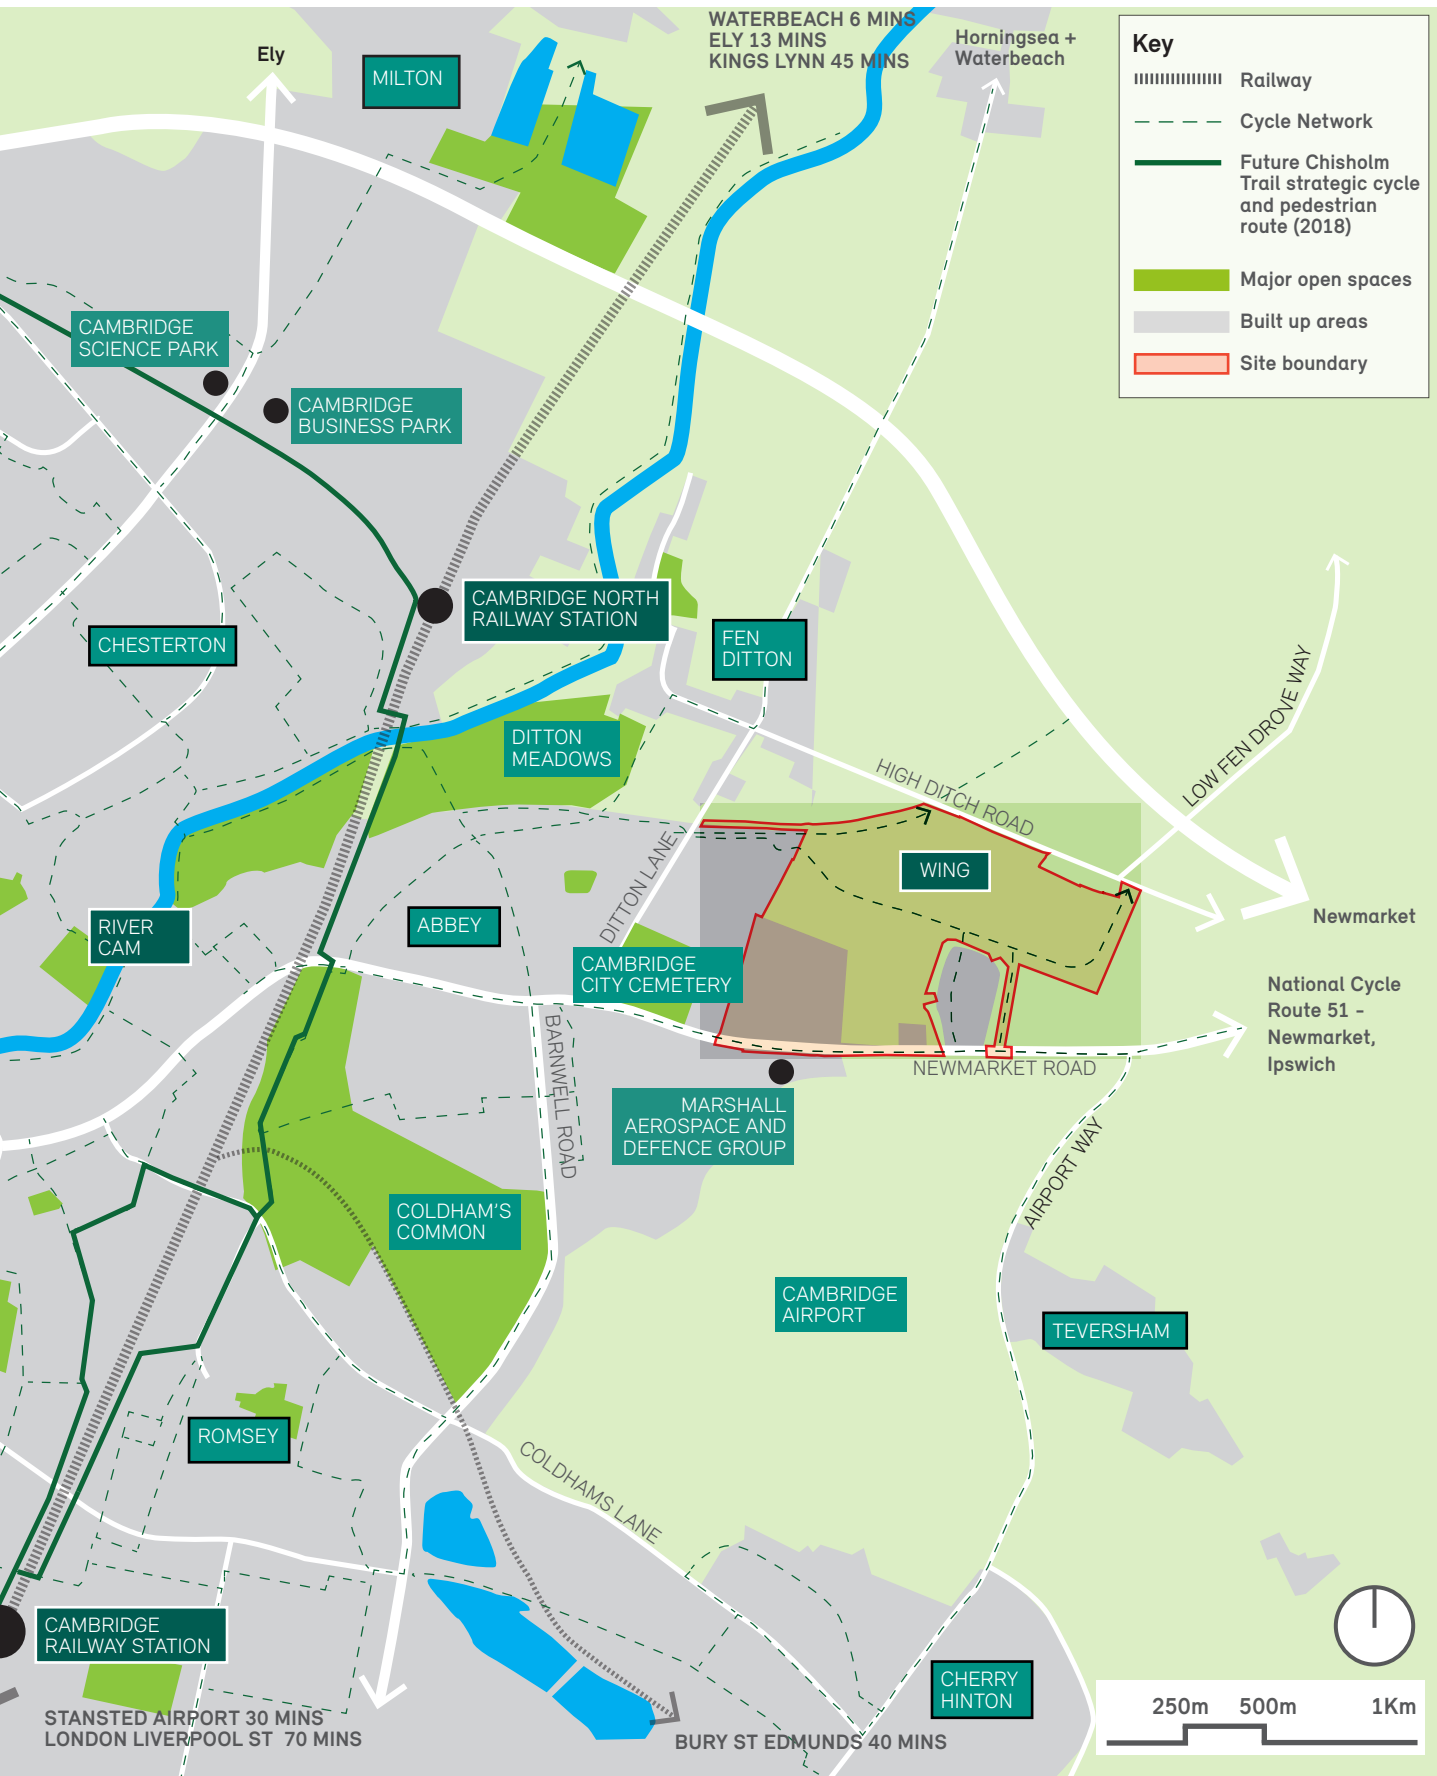 WATERBEACH 6 MINS
ELY 13 MINS
KINGS LYNN 45 MINS
Horningsea +
Waterbeach
Ely
MILTON
Key
Railway
Cycle Network
Future Chisholm
Trail strategic cycle
and pedestrian
route (2018)
Major open spaces
Built up areas
Site boundary
CAMBRIDGE
SCIENCE PARK
CAMBRIDGE
BUSINESS PARK
CAMBRIDGE NORTH
RAILWAY STATION
CHESTERTON
FEN
DITTON
DITTON
MEADOWS
LOW FEN DROVE WAY
HIGH DITCH ROAD
DITTON LANE
WING
RIVER
CAM
ABBEY
Newmarket
CAMBRIDGE
CITY CEMETERY
National Cycle
Route 51 -
Newmarket,
Ipswich
BARNWELL ROAD
NEWMARKET ROAD
MARSHALL
AEROSPACE AND
DEFENCE GROUP
AIRPORT WAY
COLDHAM'S
COMMON
CAMBRIDGE
AIRPORT
TEVERSHAM
ROMSEY
COLDHAMS LANE
CAMBRIDGE
RAILWAY STATION
CHERRY
HINTON
STANSTED AIRPORT 30 MINS
LONDON LIVERPOOL ST 70 MINS
BURY ST EDMUNDS 40 MINS
250m 500m 1Km